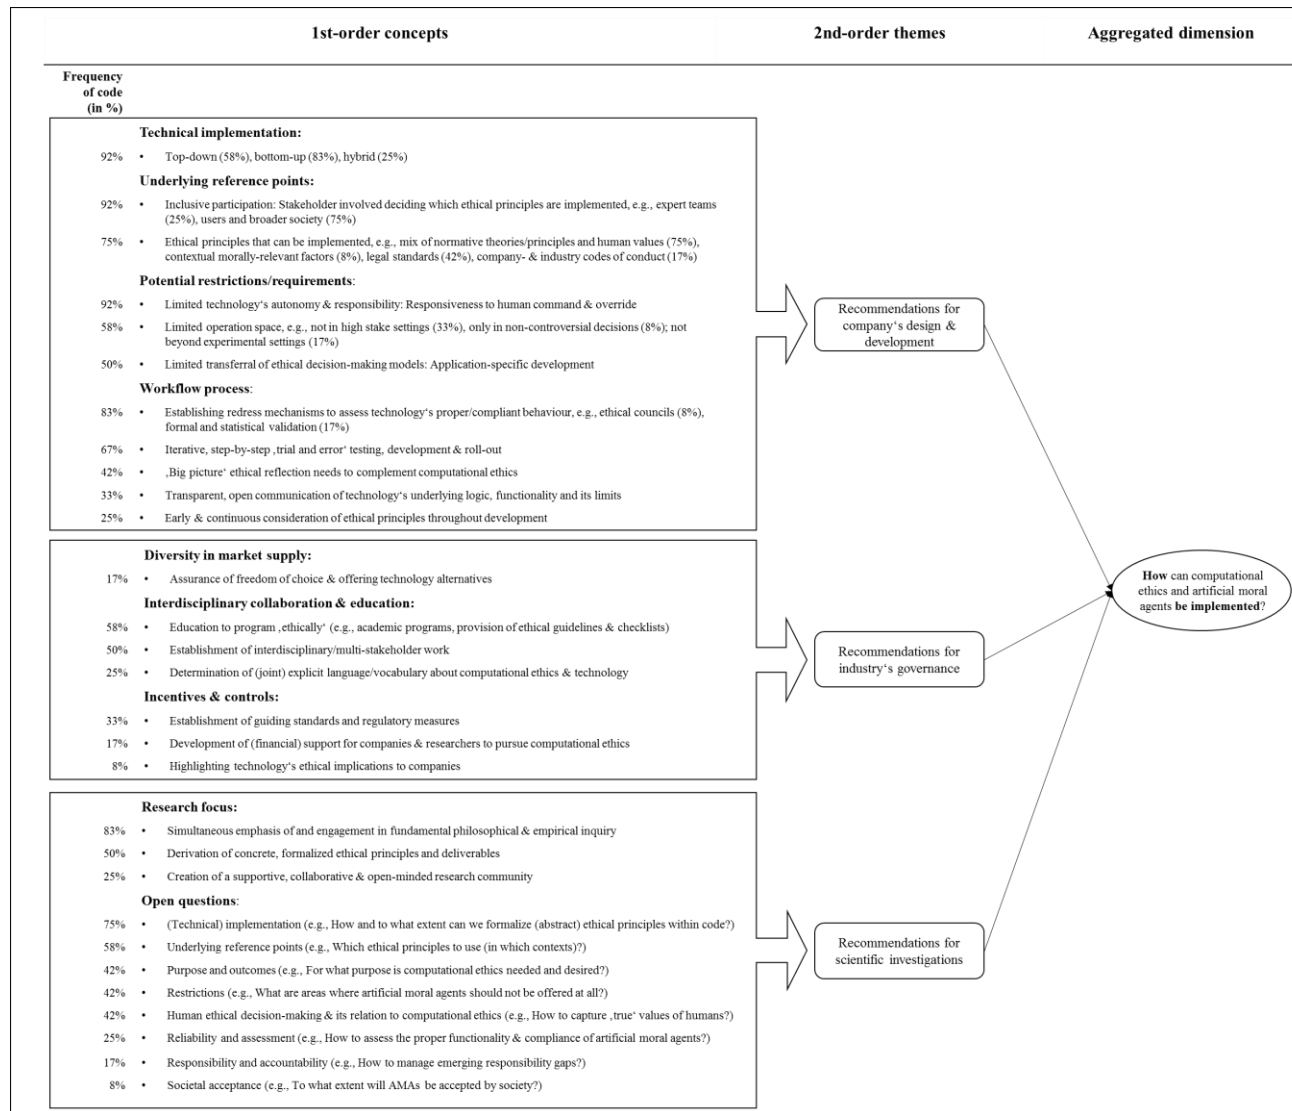 1st-order concepts
2nd-order themes
Aggregated dimension
Frequency
of code
(in %)
Technical implementation:
92% • Top-down (58%), bottom-up (83%), hybrid (25%)
Underlying reference points:
92% • Inclusive participation: Stakeholder involved deciding which ethical principles are implemented, e.g., expert teams
(25%), users and broader society (75%)
75% • Ethical principles that can be implemented, e.g., mix of normative theories/principles and human values (75%),
contextual morally-relevant factors (8%), legal standards (42%), company- & industry codes of conduct (17%)
Potential restrictions/requirements:
92% • Limited technology‘s autonomy & responsibility: Responsiveness to human command & override
58% • Limited operation space, e.g., not in high stake settings (33%), only in non-controversial decisions (8%); not
beyond experimental settings (17%)
50% • Limited transferral of ethical decision-making models: Application-specific development
Workflow process:
83% • Establishing redress mechanisms to assess technology‘s proper/compliant behaviour, e.g., ethical councils (8%),
formal and statistical validation (17%)
67% • Iterative, step-by-step ‚trial and error‘ testing, development & roll-out
42% • ‚Big picture‘ ethical reflection needs to complement computational ethics
33% • Transparent, open communication of technology‘s underlying logic, functionality and its limits
25% • Early & continuous consideration of ethical principles throughout development
Recommendations for
company‘s design &
development
Diversity in market supply:
17% • Assurance of freedom of choice & offering technology alternatives
Interdisciplinary collaboration & education:
58% • Education to program ‚ethically‘ (e.g., academic programs, provision of ethical guidelines & checklists)
50% • Establishment of interdisciplinary/multi-stakeholder work
25% • Determination of (joint) explicit language/vocabulary about computational ethics & technology
Incentives & controls:
33% • Establishment of guiding standards and regulatory measures
17% • Development of (financial) support for companies & researchers to pursue computational ethics
8% • Highlighting technology‘s ethical implications to companies
Recommendations for
industry‘s governance
How can computational
ethics and artificial moral
agents be implemented?
Research focus:
83% • Simultaneous emphasis of and engagement in fundamental philosophical & empirical inquiry
50% • Derivation of concrete, formalized ethical principles and deliverables
25% • Creation of a supportive, collaborative & open-minded research community
Open questions:
75% • (Technical) implementation (e.g., How and to what extent can we formalize (abstract) ethical principles within code?)
58% • Underlying reference points (e.g., Which ethical principles to use (in which contexts)?)
42% • Purpose and outcomes (e.g., For what purpose is computational ethics needed and desired?)
42% • Restrictions (e.g., What are areas where artificial moral agents should not be offered at all?)
42% • Human ethical decision-making & its relation to computational ethics (e.g., How to capture ‚true‘ values of humans?)
25% • Reliability and assessment (e.g., How to assess the proper functionality & compliance of artificial moral agents?)
17% • Responsibility and accountability (e.g., How to manage emerging responsibility gaps?)
8% • Societal acceptance (e.g., To what extent will AMAs be accepted by society?)
Recommendations for
scientific investigations